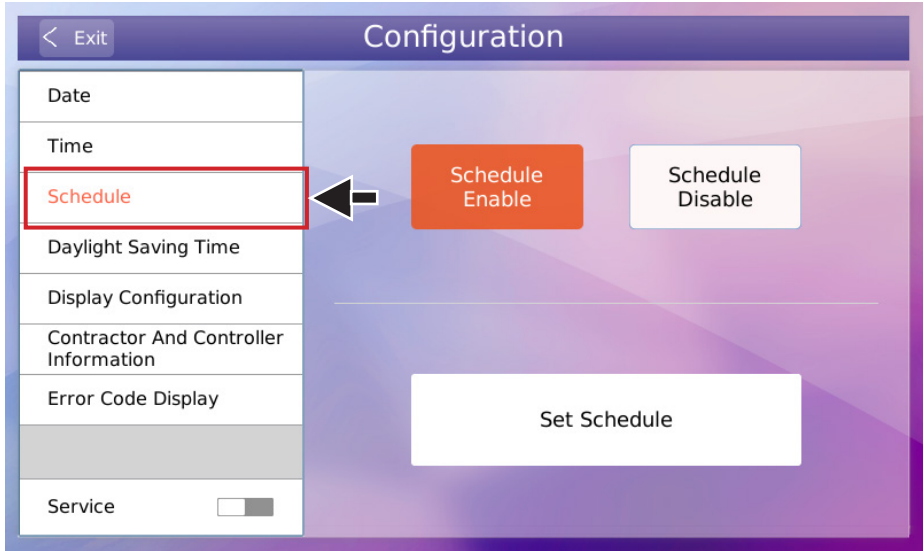 Exit
Configuration
Date
Time
Schedule
Daylight Saving Time
Display Configuration
Contractor And Controller
Information
Error Code Display
Service
Schedule
Enable
Schedule
Disable
Set Schedule